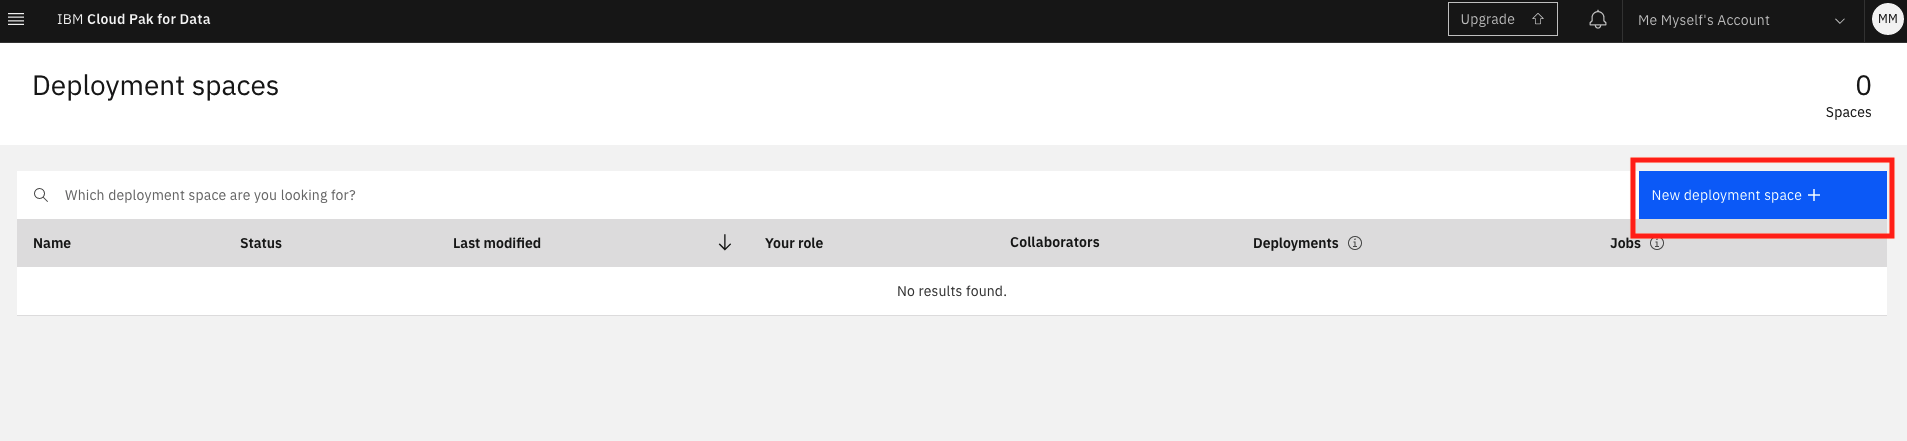 IBM Cloud Pak for Data
Upgrade
Me Myself's Account
MM
Deployment spaces
0
Spaces
Which deployment space are you looking for?
New deployment space +
Name Status Last modified Your role Collaborators Deployments Jobs
No results found.